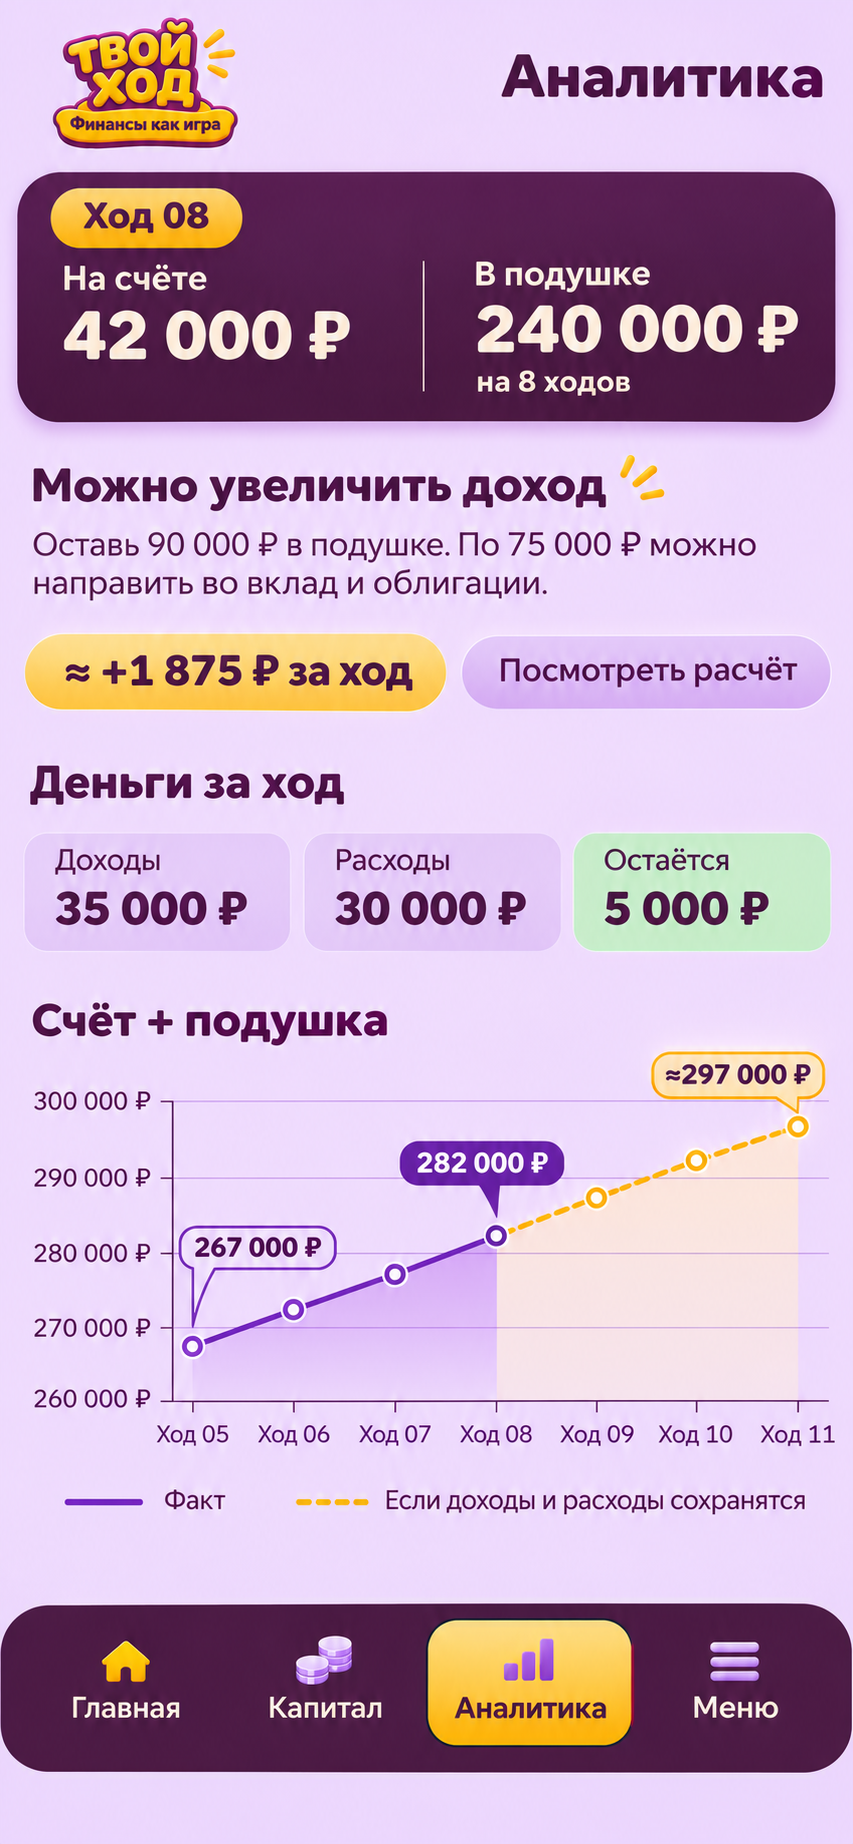 ТВОЙ
ХОД
Финансы как игра
Аналитика
Ход 08
На счёте
42 000 ₽
В подушке
240 000 ₽
на 8 ходов
Можно увеличить доход
Оставь 90 000 ₽ в подушке. По 75 000 ₽ можно
направить во вклад и облигации.
≈ +1 875 ₽ за ход
Посмотреть расчёт
Деньги за ход
Доходы
35 000 ₽
Расходы
30 000 ₽
Остаётся
5 000 ₽
Счёт + подушка
≈297 000 ₽
300 000 ₽
282 000 ₽
290 000 ₽
267 000 ₽
280 000 ₽
270 000 ₽
260 000 ₽
Ход 05 Ход 06 Ход 07 Ход 08 Ход 09 Ход 10 Ход 11
Факт
Если доходы и расходы сохранятся
Главная
Капитал
Аналитика
Меню